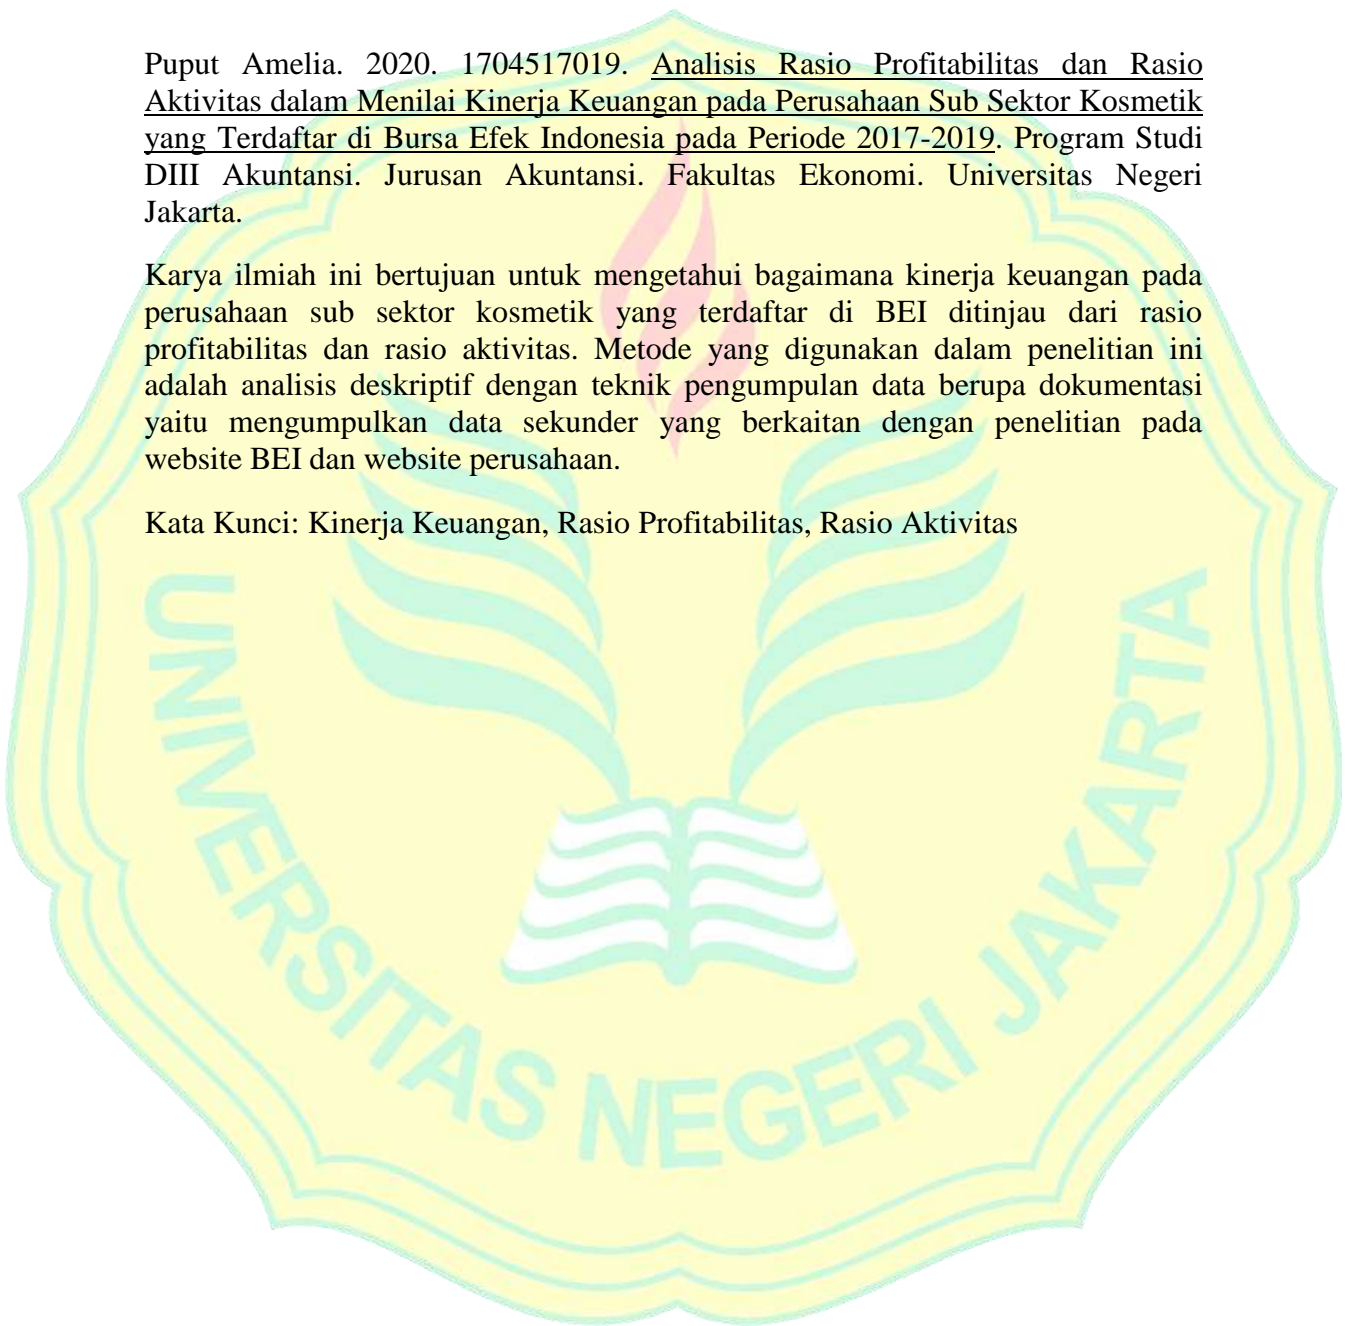 Puput Amelia. 2020. 1704517019. Analisis Rasio Profitabilitas dan Rasio
Aktivitas dalam Menilai Kinerja Keuangan pada Perusahaan Sub Sektor Kosmetik
yang Terdaftar di Bursa Efek Indonesia pada Periode 2017-2019. Program Studi
DIII Akuntansi. Jurusan Akuntansi. Fakultas Ekonomi. Universitas Negeri
Jakarta.
Karya ilmiah ini bertujuan untuk mengetahui bagaimana kinerja keuangan pada
perusahaan sub sektor kosmetik yang terdaftar di BEI ditinjau dari rasio
profitabilitas dan rasio aktivitas. Metode yang digunakan dalam penelitian ini
adalah analisis deskriptif dengan teknik pengumpulan data berupa dokumentasi
yaitu mengumpulkan data sekunder yang berkaitan dengan penelitian pada
website BEI dan website perusahaan.
Kata Kunci: Kinerja Keuangan, Rasio Profitabilitas, Rasio Aktivitas
UNIVERSITAS NEGERI JAKARTA